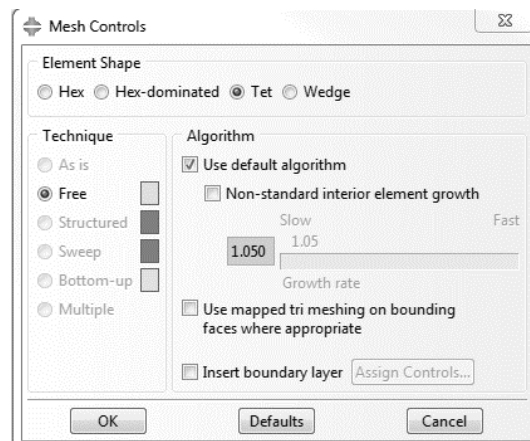 Mesh Controls
Element Shape
Hex Hex-dominated Tet Wedge
Technique
As is
Free
Structured
Sweep
Bottom-up
Multiple
Algorithm
Use default algorithm
Non-standard interior element growth
Slow Fast
1.05
1.050
Growth rate
Use mapped tri meshing on bounding
faces where appropriate
Insert boundary layer Assign Controls...
OK Defaults Cancel